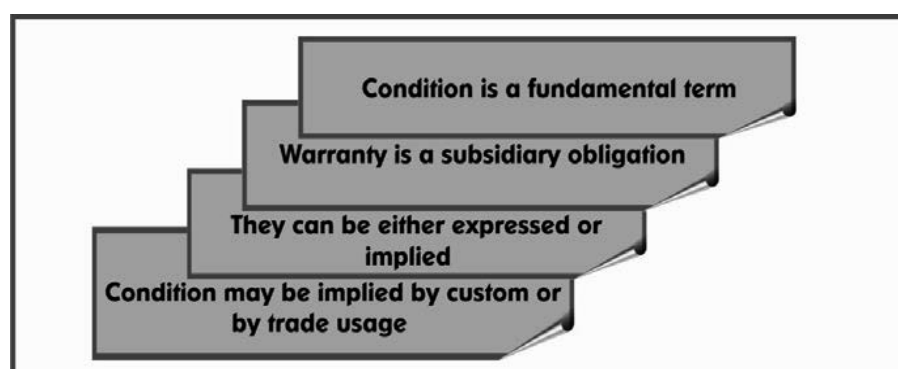 Condition is a fundamental term
Warranty is a subsidiary obligation
They can be either expressed or
implied
Condition may be implied by custom or
by trade usage